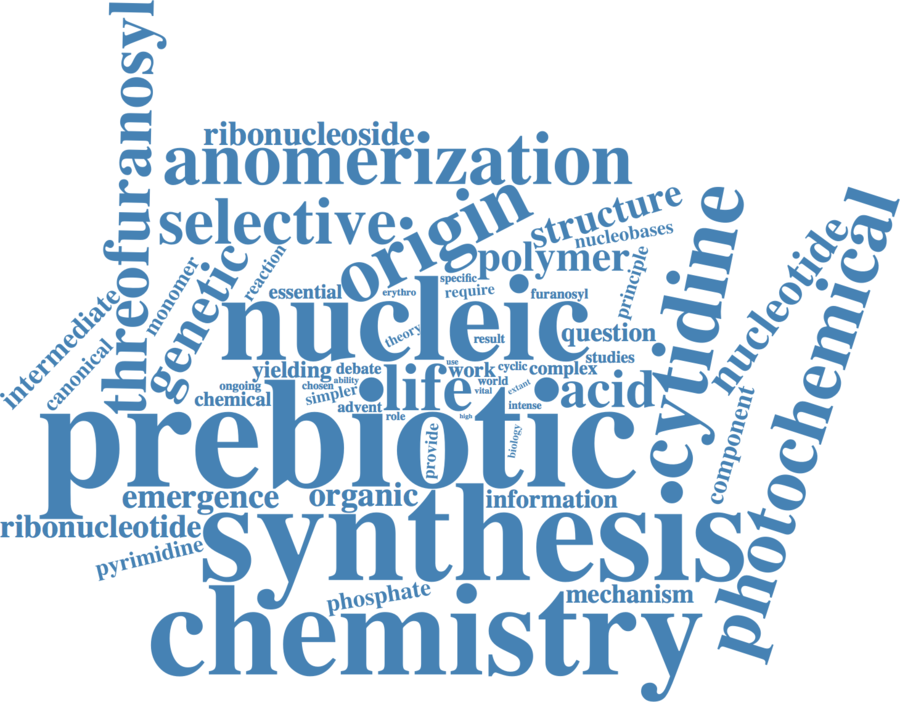 threofuranosyl
ribonucleoside
anomerization
selective
origin
structure
nucleobases
polymer
cytidine
nucleotide
photochemical
intermediate
canonical
monomer
genetic
reaction
essential
erythro
specific
require
furanosyl
principle
nucleic
theory
result
question
studies
yielding
debate
use
work
cyclic
complex
ongoing
chosen
ability
life
world
vital
extant
acid
chemical
simpler
advent
role
high
intense
prebiotic
provide
biology
component
emergence
organic
information
ribonucleotide
synthesis
pyrimidine
phosphate
mechanism
chemistry